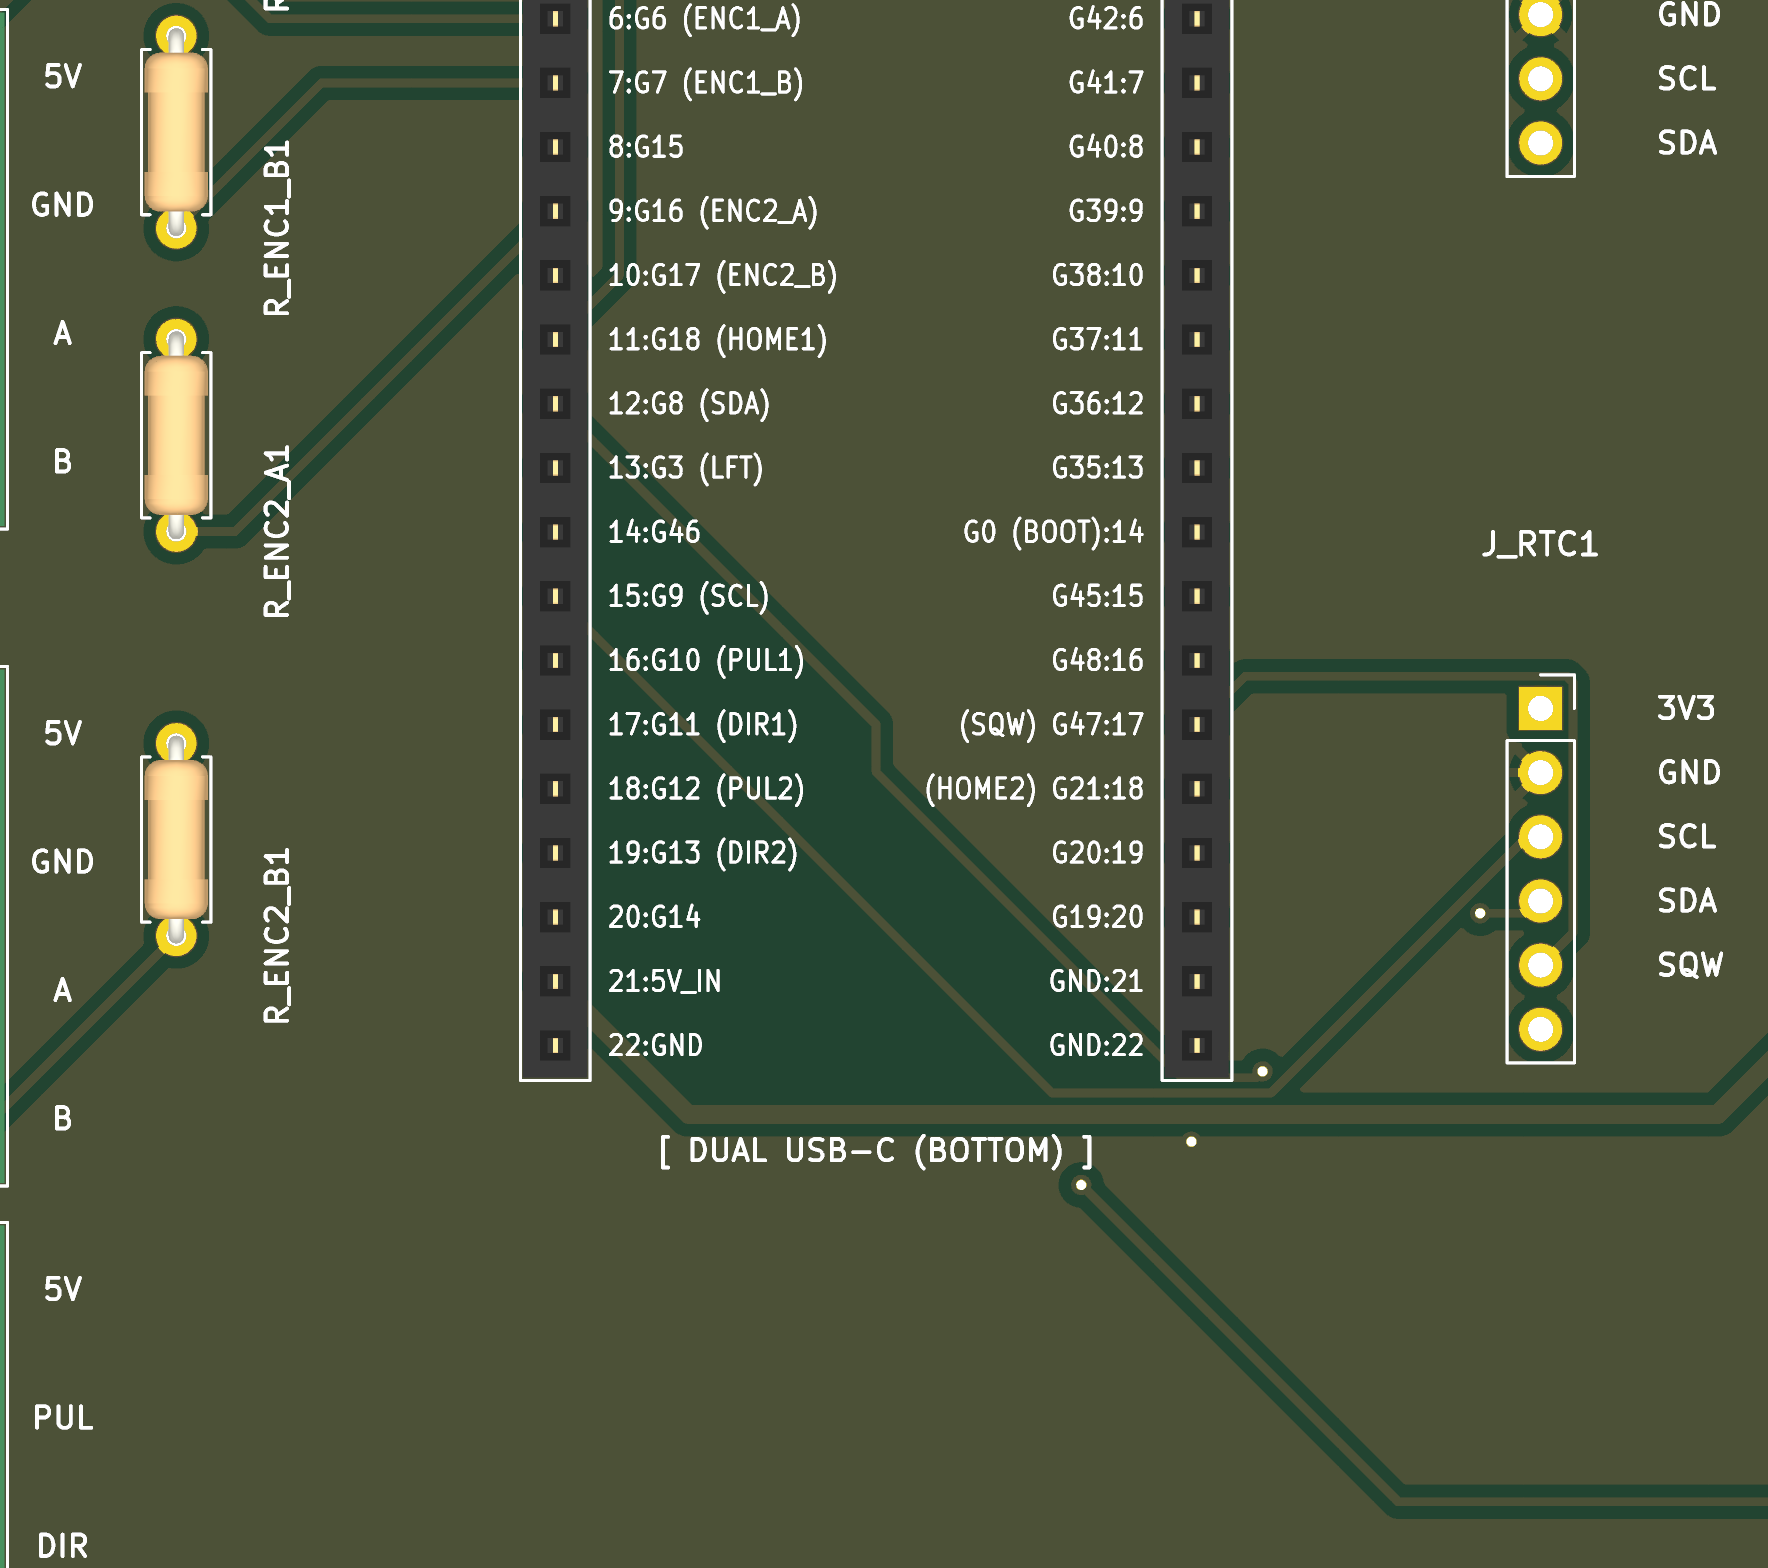 5V
GND
A
B
5V
GND
A
B
5V
PUL
DIR
R_ENC1_B1
R_ENC2_A1
R_ENC2_B1
6:G6 (ENC1_A)
7:G7 (ENC1_B)
8:G15
9:G16 (ENC2_A)
10:G17 (ENC2_B)
11:G18 (HOME1)
12:G8 (SDA)
13:G3 (LFT)
14:G46
15:G9 (SCL)
16:G10 (PUL1)
17:G11 (DIR1)
18:G12 (PUL2)
19:G13 (DIR2)
20:G14
21:5V_IN
22:GND
G42:6
G41:7
G40:8
G39:9
G38:10
G37:11
G36:12
G35:13
G0 (BOOT):14
G45:15
G48:16
(SQW) G47:17
(HOME2) G21:18
G20:19
G19:20
GND:21
GND:22
[ DUAL USB-C (BOTTOM) ]
GND
SCL
SDA
J_RTC1
3V3
GND
SCL
SDA
SQW